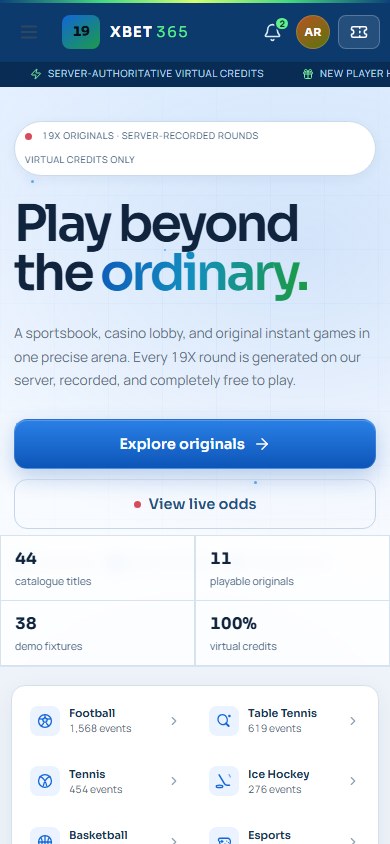 19 XBET 365 2 AR
SERVER-AUTHORITATIVE VIRTUAL CREDITS NEW PLAYER
19X ORIGINALS · SERVER-RECORDED ROUNDS
VIRTUAL CREDITS ONLY
Play beyond
the ordinary.
A sportsbook, casino lobby, and original instant games in
one precise arena. Every 19X round is generated on our
server, recorded, and completely free to play.
Explore originals →
View live odds
44
catalogue titles
11
playable originals
38
demo fixtures
100%
virtual credits
Football
1,568 events
Table Tennis
619 events
Tennis
454 events
Ice Hockey
276 events
Basketball
Esports